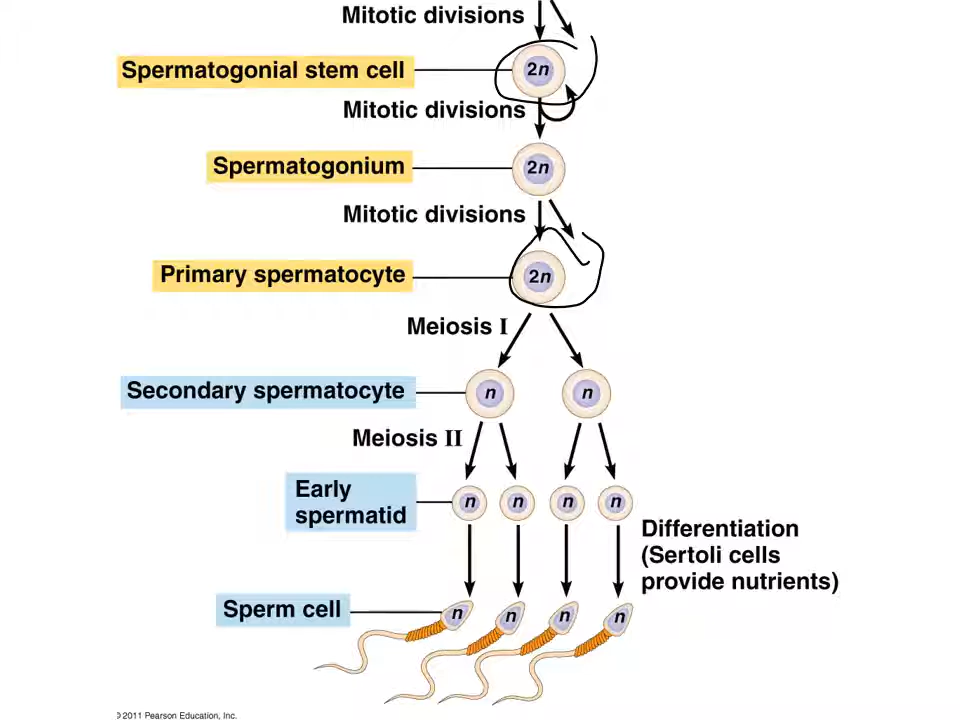 Mitotic divisions
Spermatogonial stem cell
2n
Mitotic divisions
Spermatogonium
2n
Mitotic divisions
Primary spermatocyte
2n
Meiosis I
Secondary spermatocyte
n
n
Meiosis II
Early
spermatid
n
n
n
n
Differentiation
(Sertoli cells
provide nutrients)
Sperm cell
n
n
n
n
© 2011 Pearson Education, Inc.